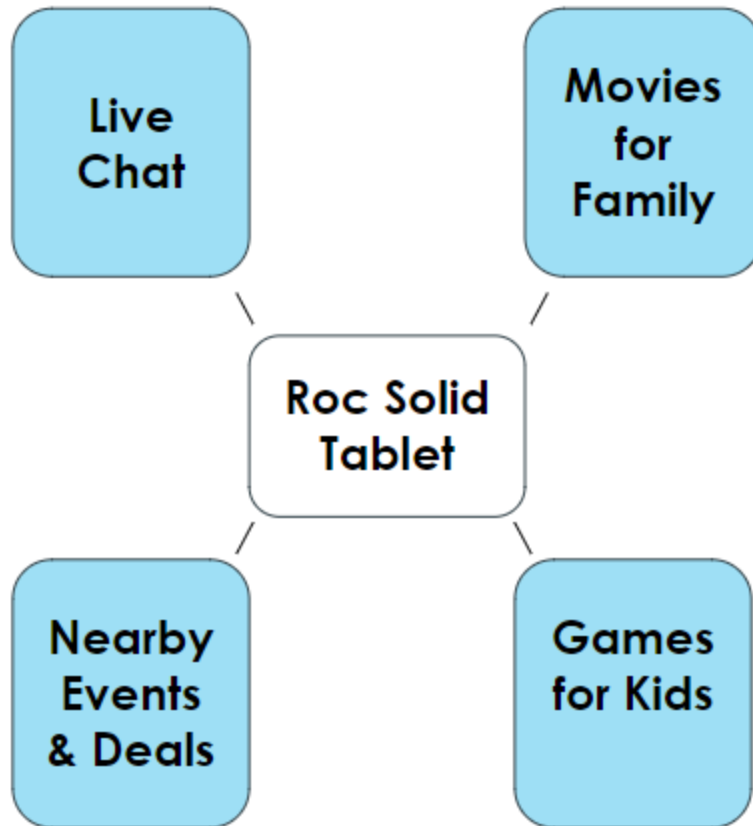 Live
Chat
Movies
for
Family
Roc Solid
Tablet
Nearby
Events
& Deals
Games
for Kids